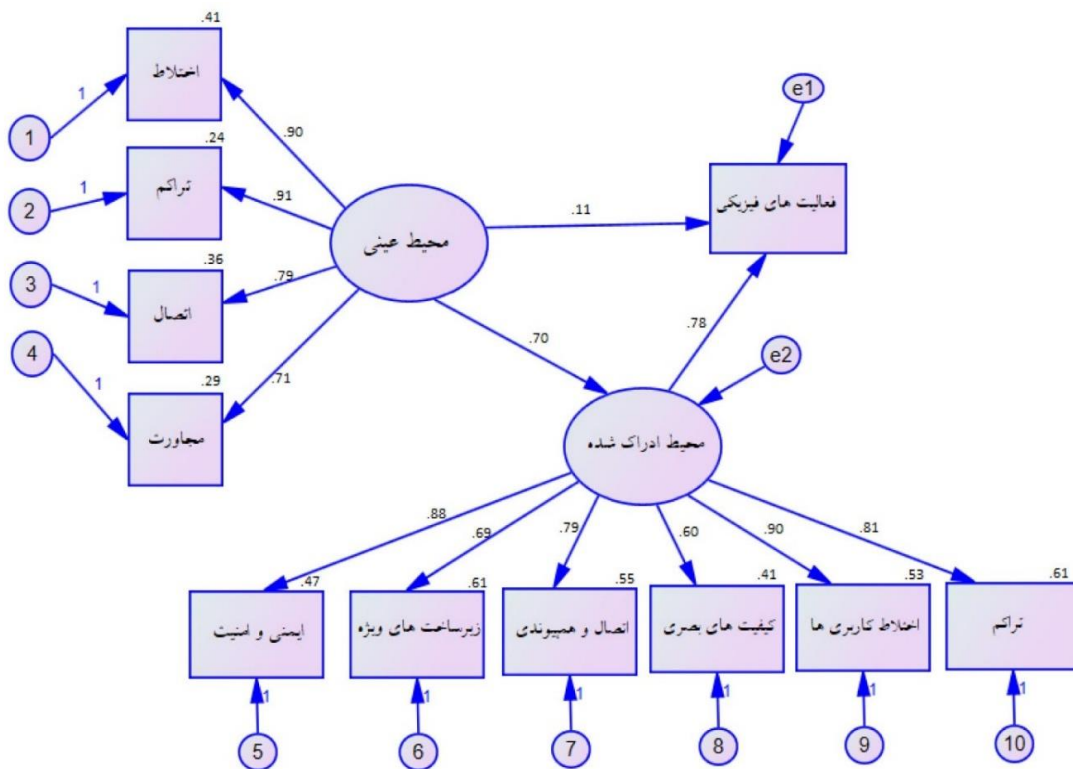 .41
اختلاط
1
1
.90
e1
.24
تراکم
1
2
.91
فعالیت های فیزیکی
محیط عینی
.11
.36
اتصال
1
3
.79
4
1
.29
مجاورت
.71
.70
.78
e2
محیط ادراک شده
.88
.69
.79
.60
.90
.81
.47
ایمنی و امنیت
.61
زیرساخت های ویژه
.55
اتصال و همپیوندی
.41
کیفیت های بصری
.53
اختلاط کاربری ها
.61
تراکم
1
1
1
1
1
1
5
6
7
8
9
10